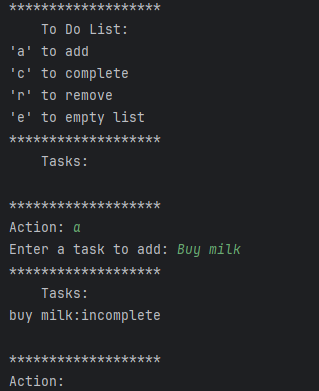 *******************
    To Do List:
'a' to add
'c' to complete
'r' to remove
'e' to empty list
*******************
    Tasks:
*******************
Action: a
Enter a task to add: Buy milk
*******************
    Tasks:
buy milk:incomplete
*******************
Action: